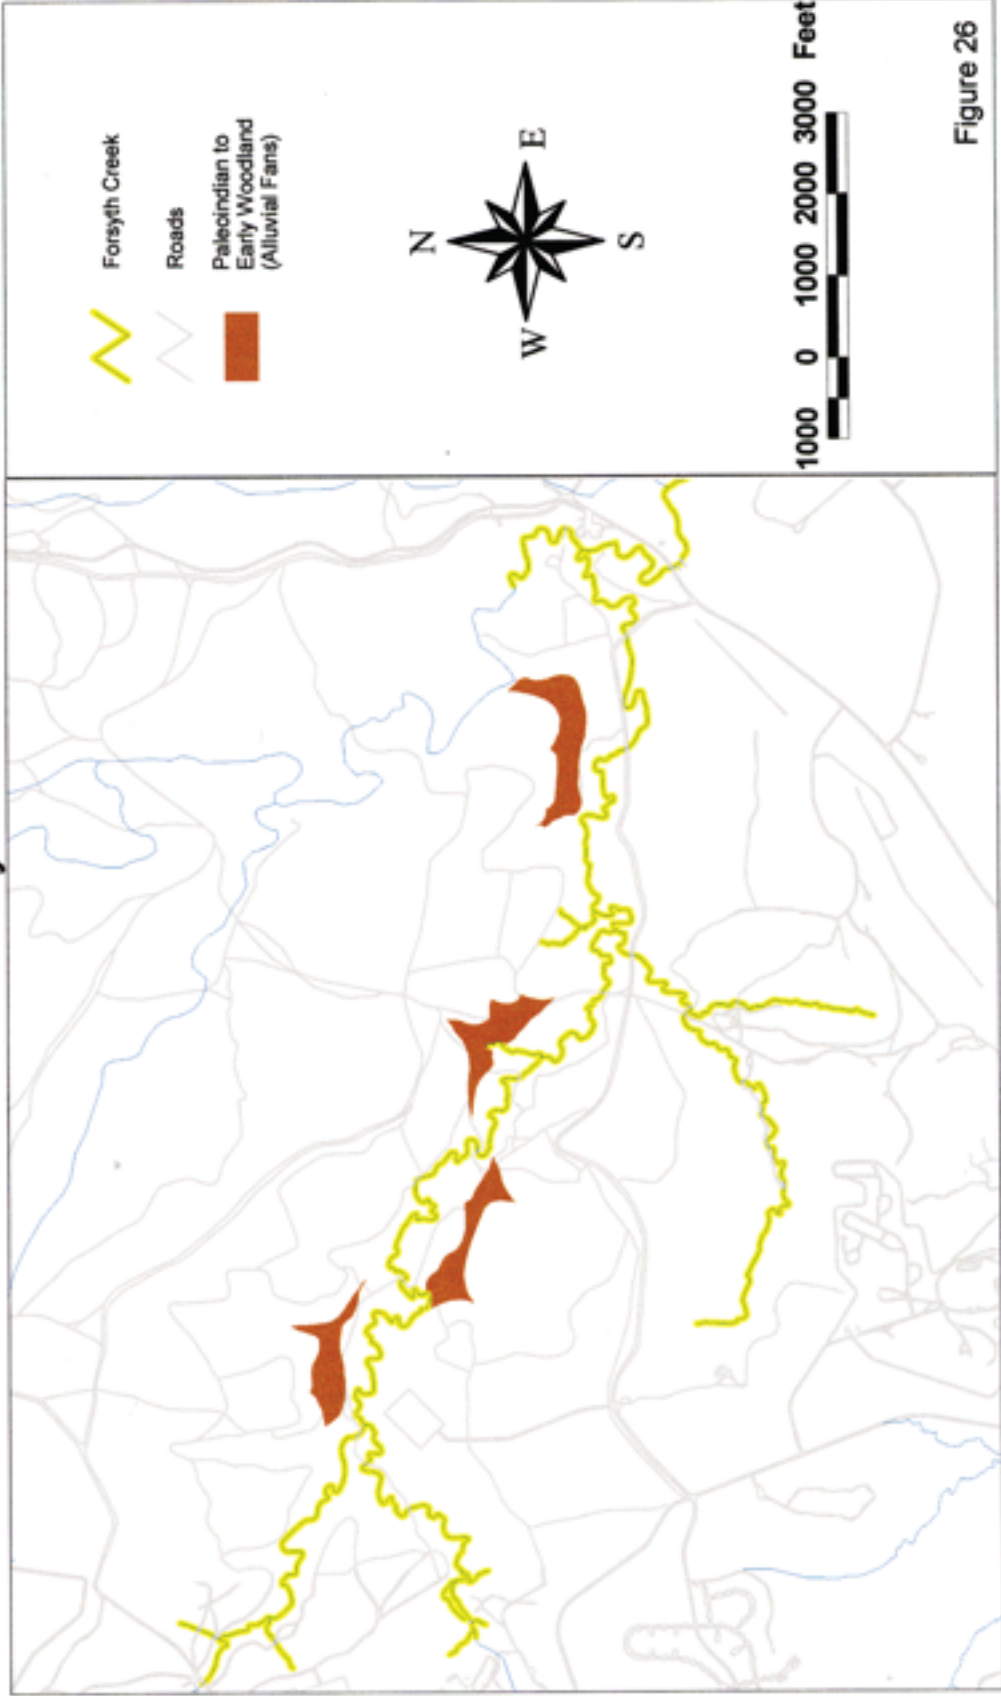 Forsyth Creek
Roads
Paleoindian to
Early Woodland
(Alluvial Fans)
N
W
E
S
1000 0 1000 2000 3000 Feet
Figure 26